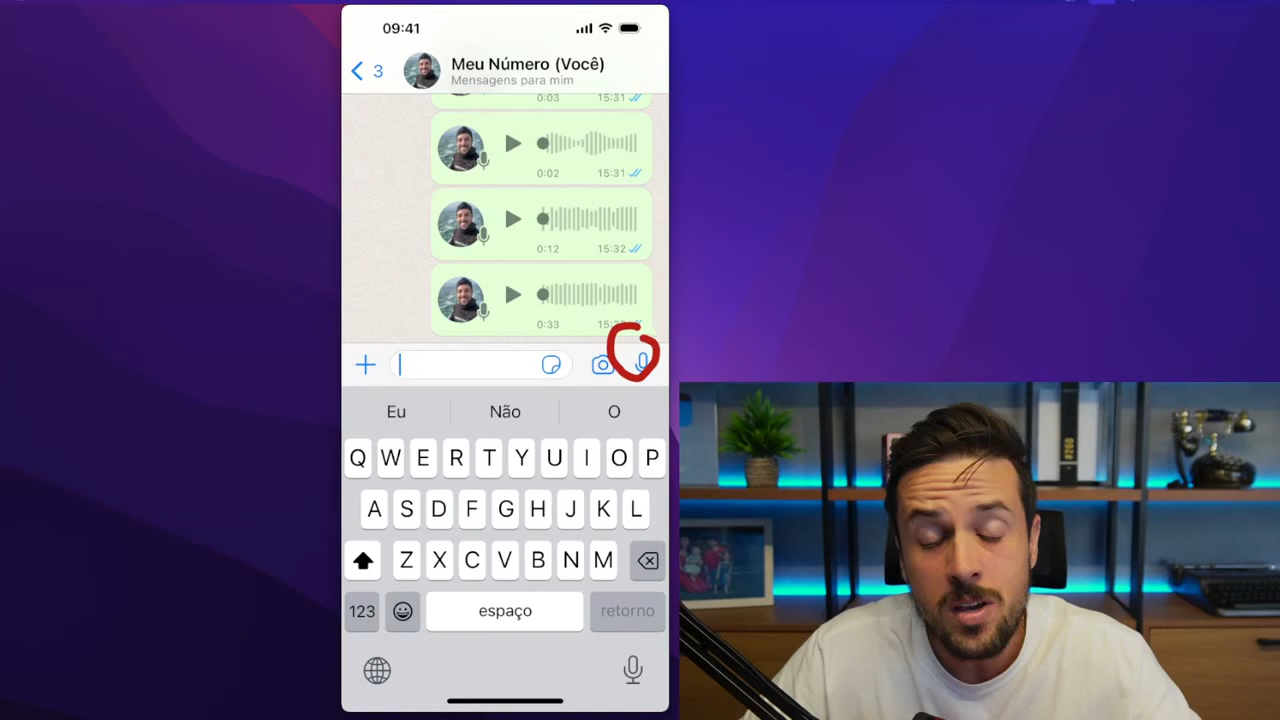 09:41
3
Meu Número (Você)
Mensagens para mim
0:03 15:31
0:02 15:31
0:12 15:32
0:33
Eu Não O
Q W E R T Y U I O P
A S D F G H J K L
Z X C V B N M
123 espaço retorno